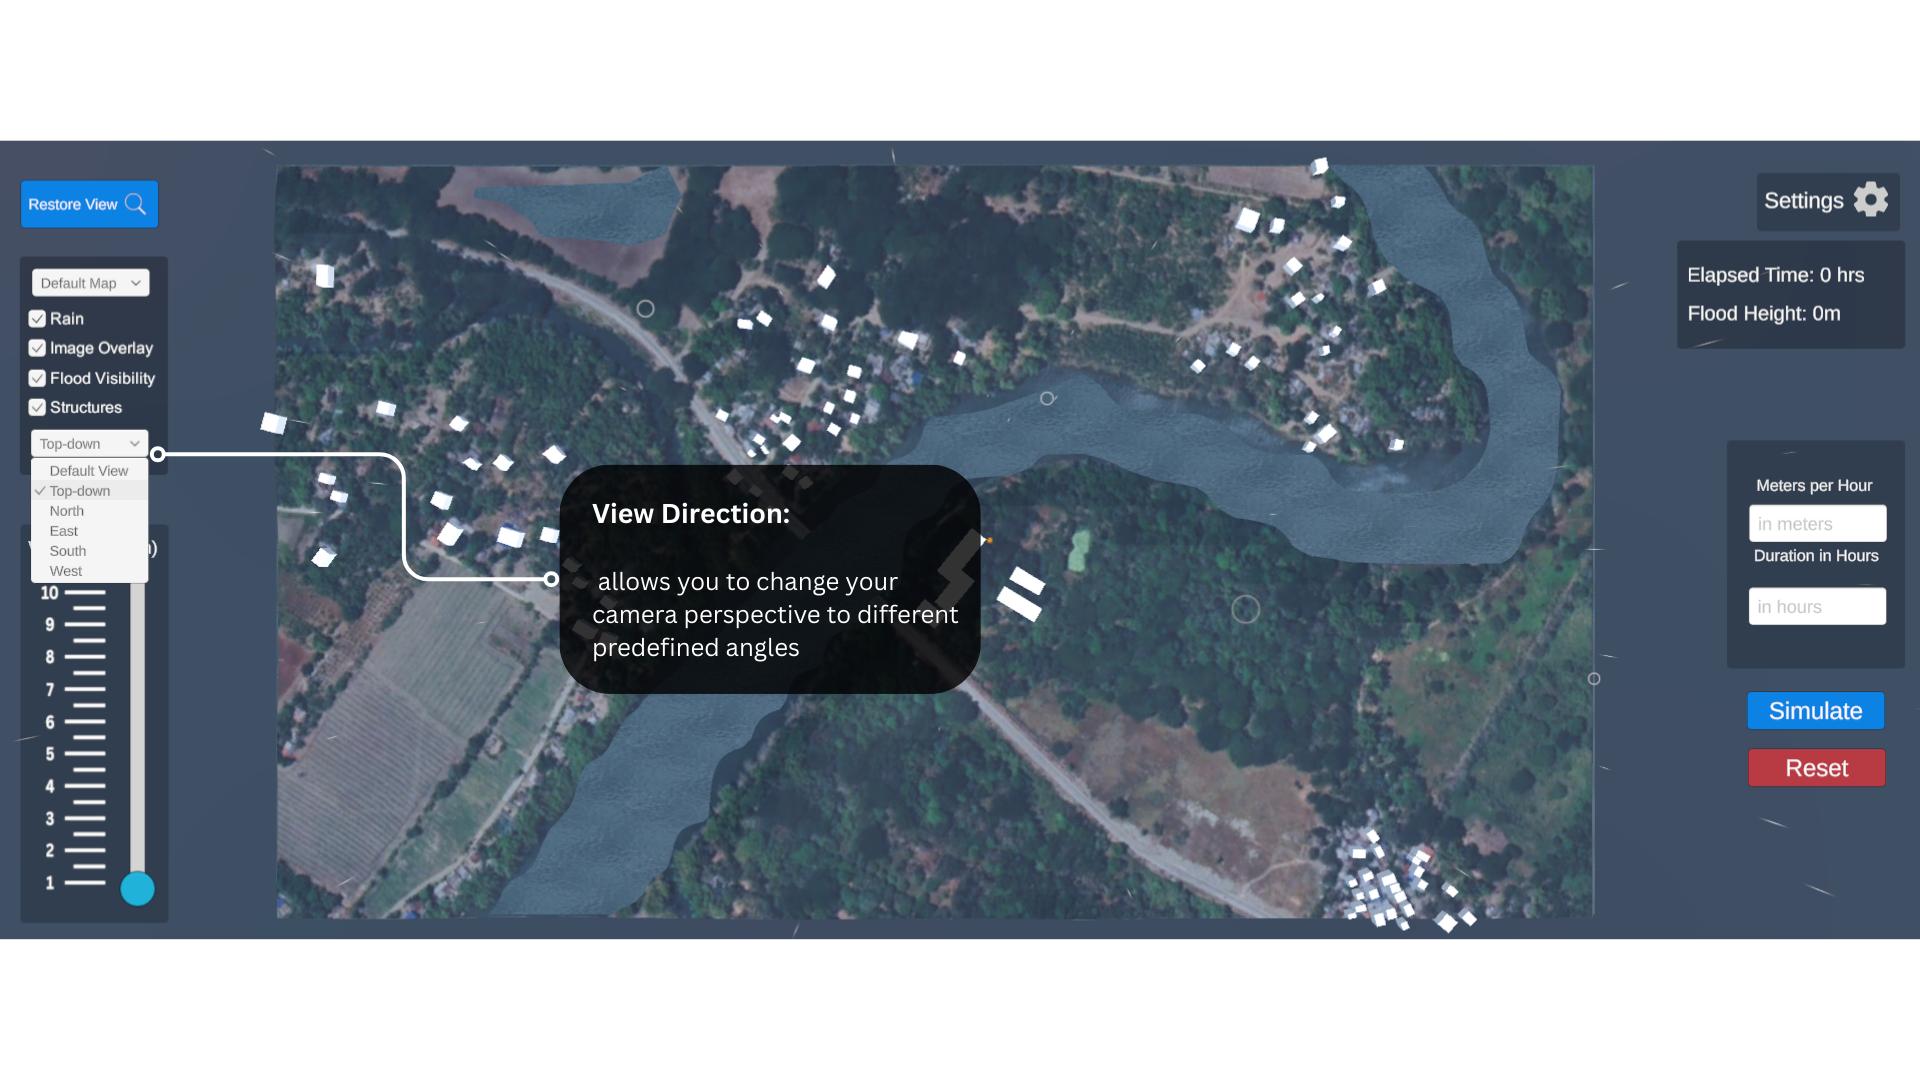 Restore View
Default Map
Rain
Image Overlay
Flood Visibility
Structures
Top-down
Default View
Top-down
North
East
South
West
10
9
8
7
6
5
4
3
2
1
View Direction:
allows you to change your
camera perspective to different
predefined angles
Settings
Elapsed Time: 0 hrs
Flood Height: 0m
Meters per Hour
in meters
Duration in Hours
in hours
Simulate
Reset